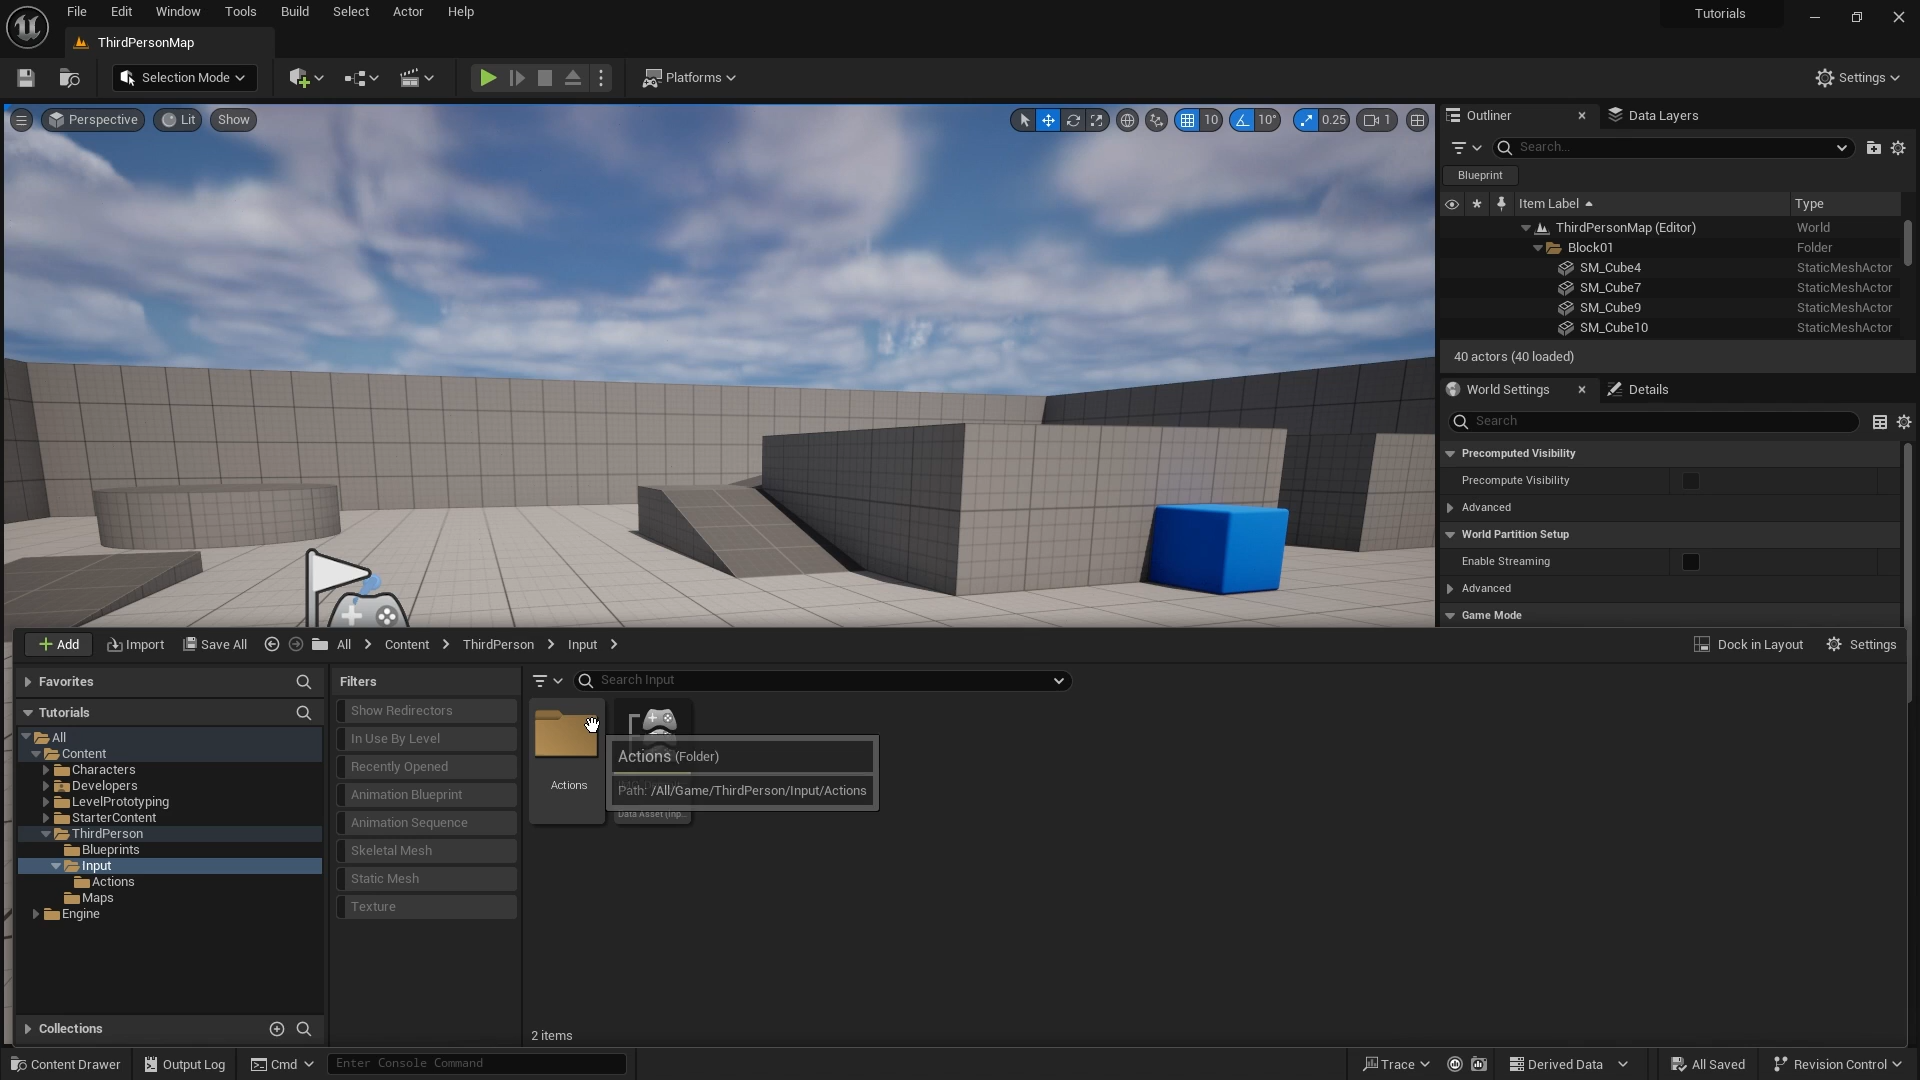 File Edit Window Tools Build Select Actor Help
Tutorials
ThirdPersonMap
Selection Mode
Platforms
Settings
Perspective Lit Show
10 10° 0.25 1
Outliner
Data Layers
Search...
Blueprint
Item Label Type
ThirdPersonMap (Editor) World
Block01 Folder
SM_Cube4 StaticMeshActor
SM_Cube7 StaticMeshActor
SM_Cube9 StaticMeshActor
SM_Cube10 StaticMeshActor
40 actors (40 loaded)
World Settings
Details
Search
Precomputed Visibility
Precompute Visibility
Advanced
World Partition Setup
Enable Streaming
Advanced
Game Mode
Add Import Save All All Content ThirdPerson Input
Dock in Layout Settings
Favorites
Tutorials
All
Content
Characters
Developers
LevelPrototyping
StarterContent
ThirdPerson
Blueprints
Input
Actions
Maps
Engine
Collections
Filters
Show Redirectors
In Use By Level
Recently Opened
Animation Blueprint
Animation Sequence
Skeletal Mesh
Static Mesh
Texture
Search Input
Actions
Actions (Folder)
Path: /All/Game/ThirdPerson/Input/Actions
Data Asset (Inp...
2 items
Content Drawer Output Log Cmd Enter Console Command
Trace Derived Data All Saved Revision Control